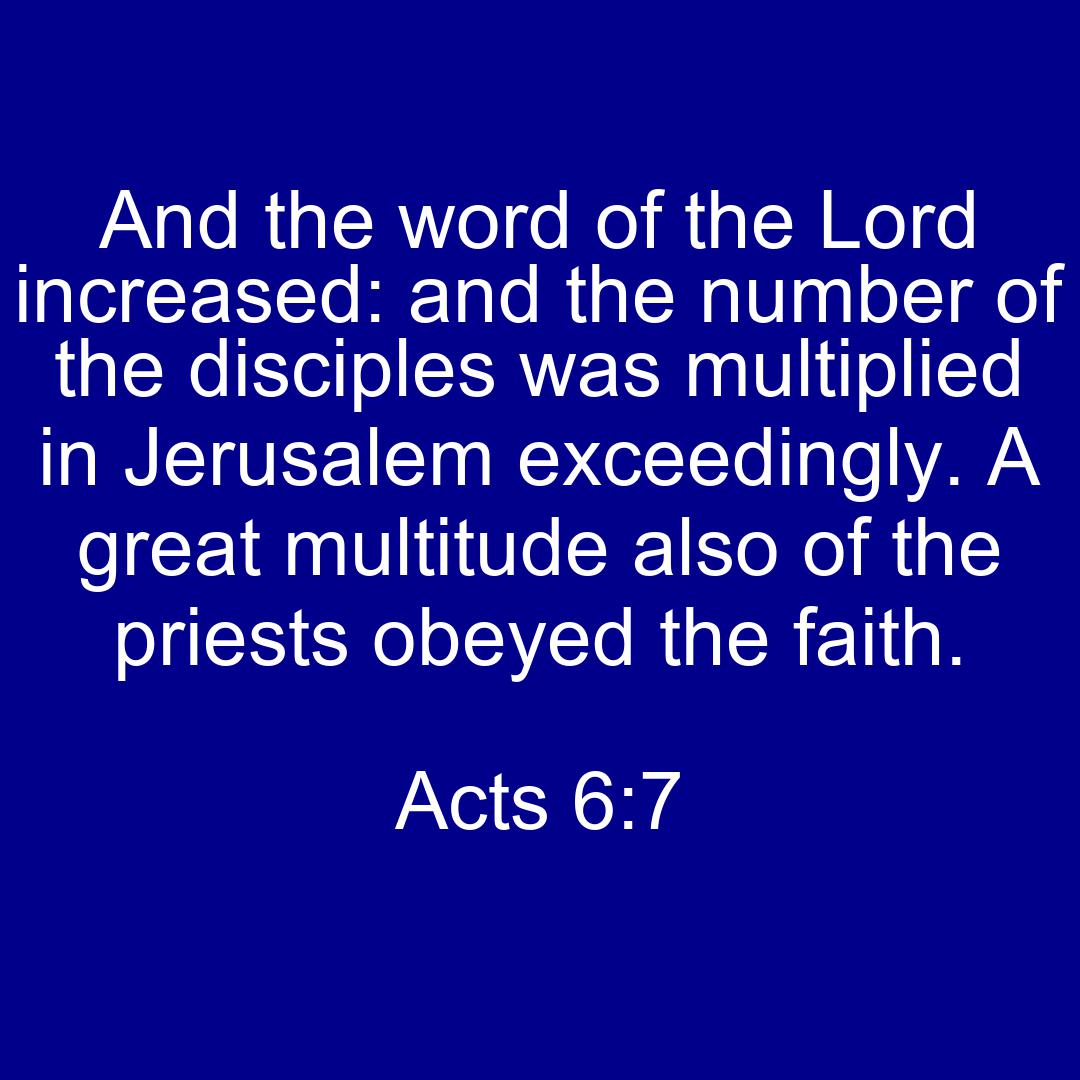 And the word of the Lord
increased: and the number of
the disciples was multiplied
in Jerusalem exceedingly. A
great multitude also of the
priests obeyed the faith.
Acts 6:7